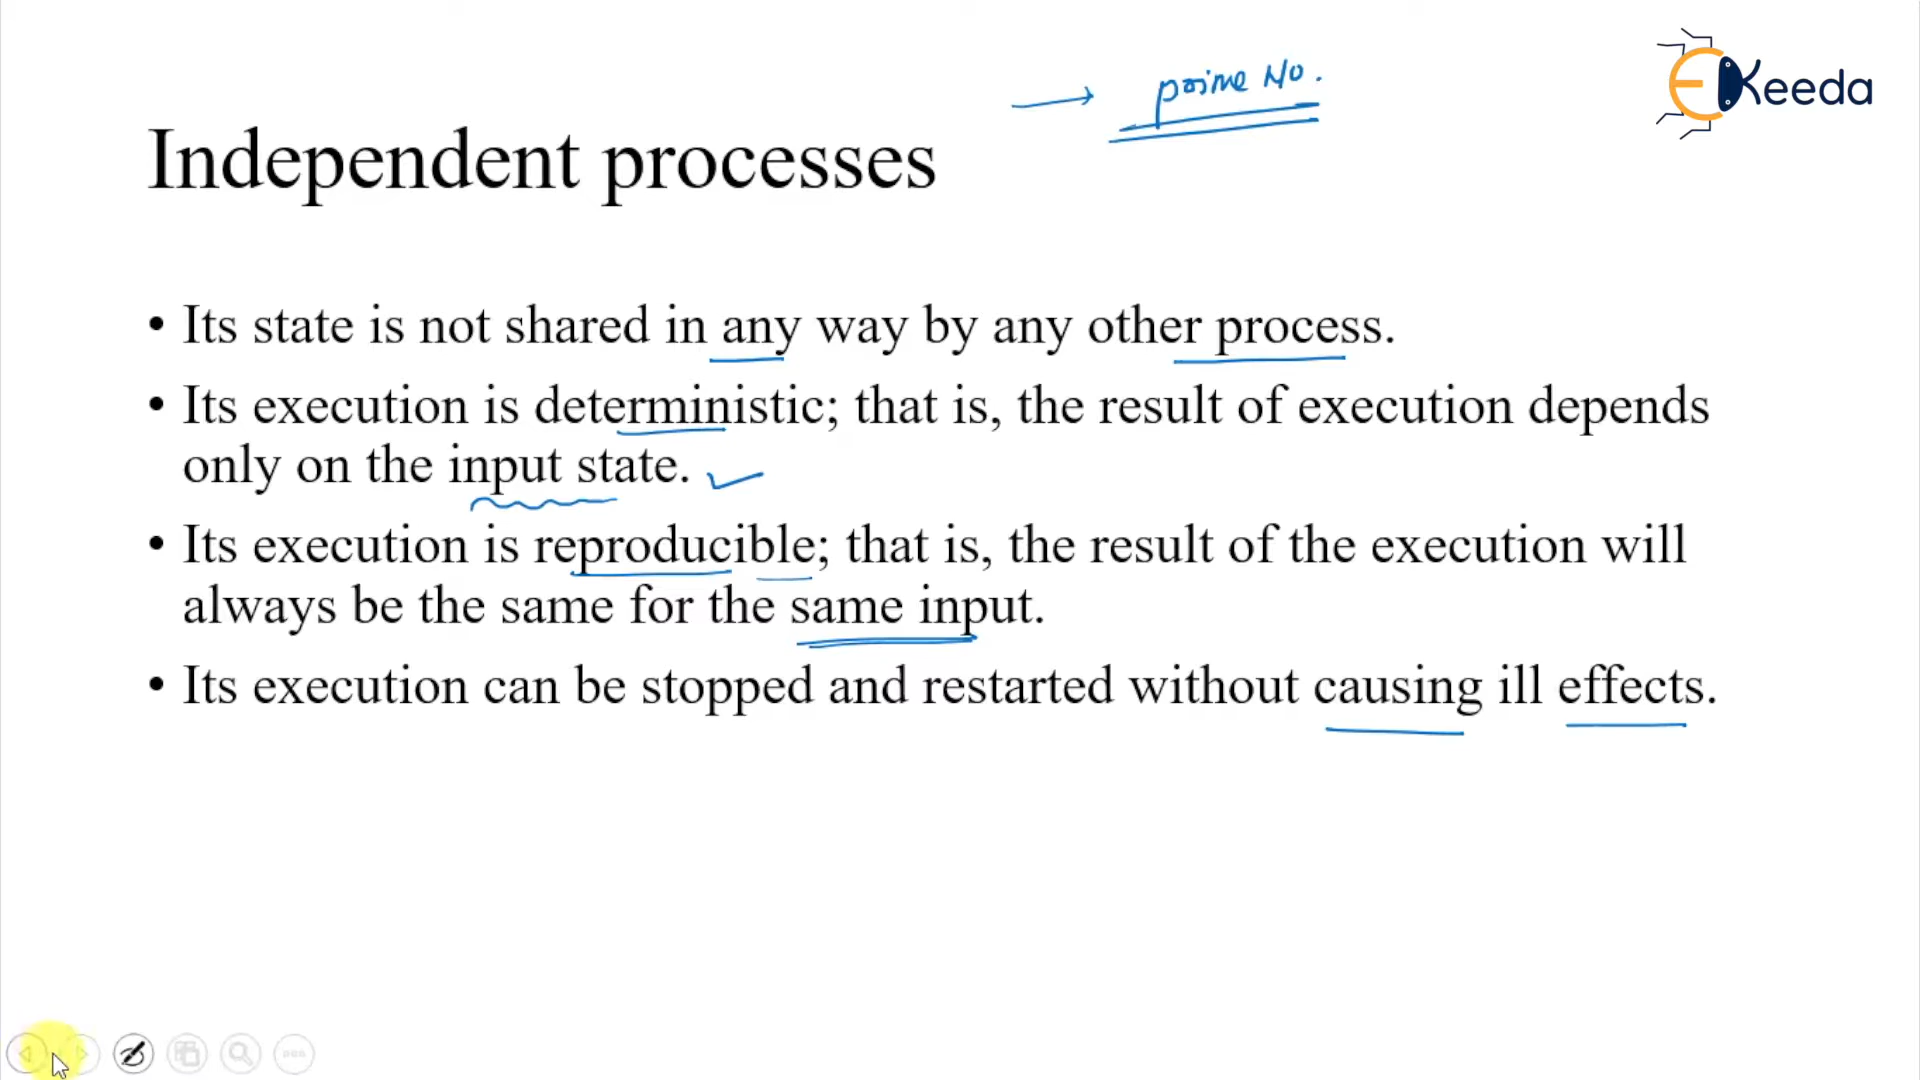 prime No.
EKeeda
Independent processes
• Its state is not shared in any way by any other process.
• Its execution is deterministic; that is, the result of execution depends
only on the input state.
• Its execution is reproducible; that is, the result of the execution will
always be the same for the same input.
• Its execution can be stopped and restarted without causing ill effects.